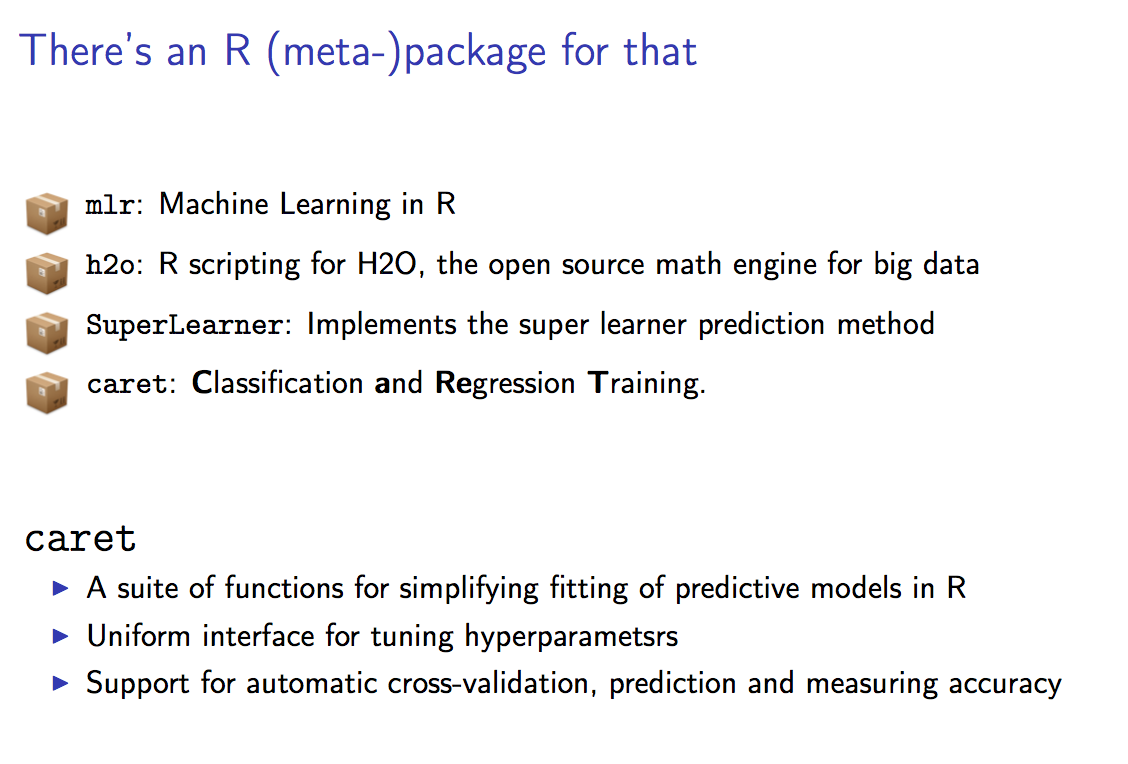 There's an R (meta-)package for that
mlr: Machine Learning in R
h2o: R scripting for H2O, the open source math engine for big data
SuperLearner: Implements the super learner prediction method
caret: Classification and Regression Training.
caret
A suite of functions for simplifying fitting of predictive models in R
Uniform interface for tuning hyperparametsrs
Support for automatic cross-validation, prediction and measuring accuracy